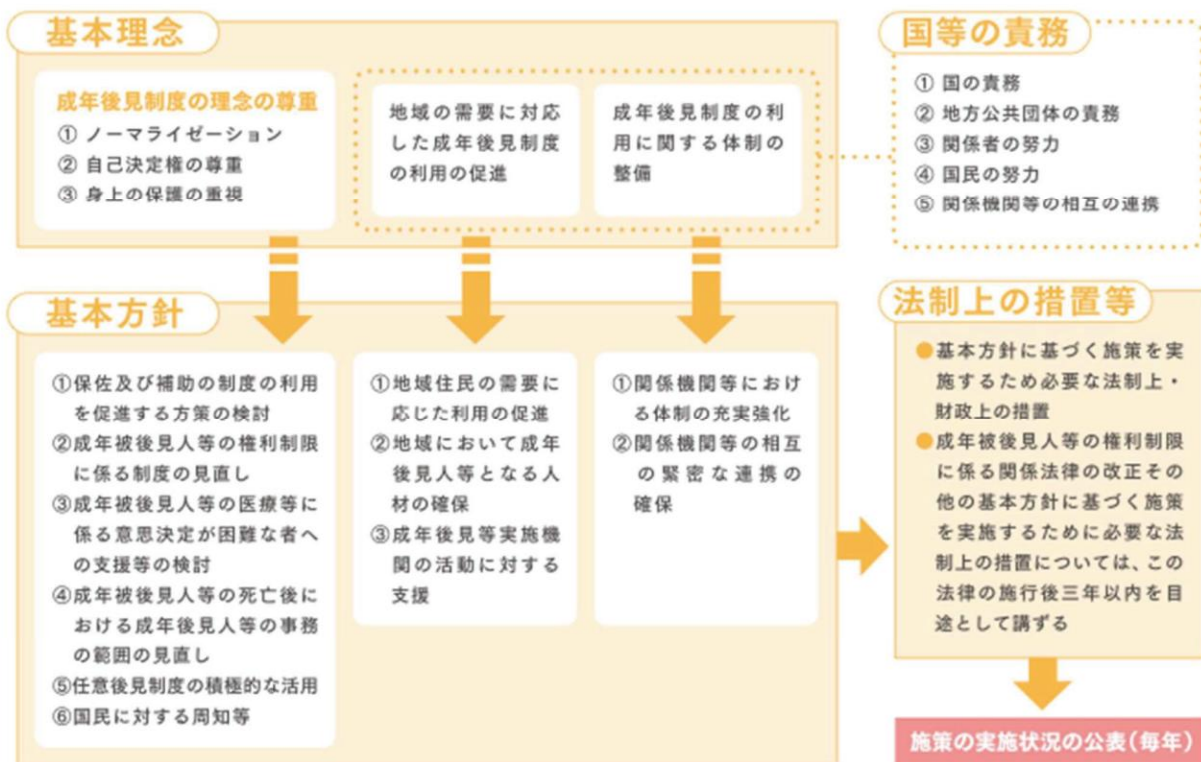 基本理念
成年後見制度の理念の尊重
① ノーマライゼーション
② 自己決定権の尊重
③ 身上の保護の重視
地域の需要に対応
した成年後見制度
の利用の促進
成年後見制度の利
用に関する体制の
整備
国等の責務
① 国の責務
② 地方公共団体の責務
③ 関係者の努力
④ 国民の努力
⑤ 関係機関等の相互の連携
基本方針
①保佐及び補助の制度の利用
を促進する方策の検討
②成年被後見人等の権利制限
に係る制度の見直し
③成年被後見人等の医療等に
係る意思決定が困難な者へ
の支援等の検討
④成年被後見人等の死亡後に
おける成年後見人等の事務
の範囲の見直し
⑤任意後見制度の積極的な活用
⑥国民に対する周知等
①地域住民の需要に
応じた利用の促進
②地域において成年
後見人等となる人
材の確保
③成年後見等実施機
関の活動に対する
支援
①関係機関等におけ
る体制の充実強化
②関係機関等の相互
の緊密な連携の
確保
法制上の措置等
●基本方針に基づく施策を実
施するため必要な法制上・
財政上の措置
●成年被後見人等の権利制限
に係る関係法律の改正その
他の基本方針に基づく施策
を実施するために必要な法
制上の措置については、この
法律の施行後三年以内を目
途として講ずる
施策の実施状況の公表(毎年)